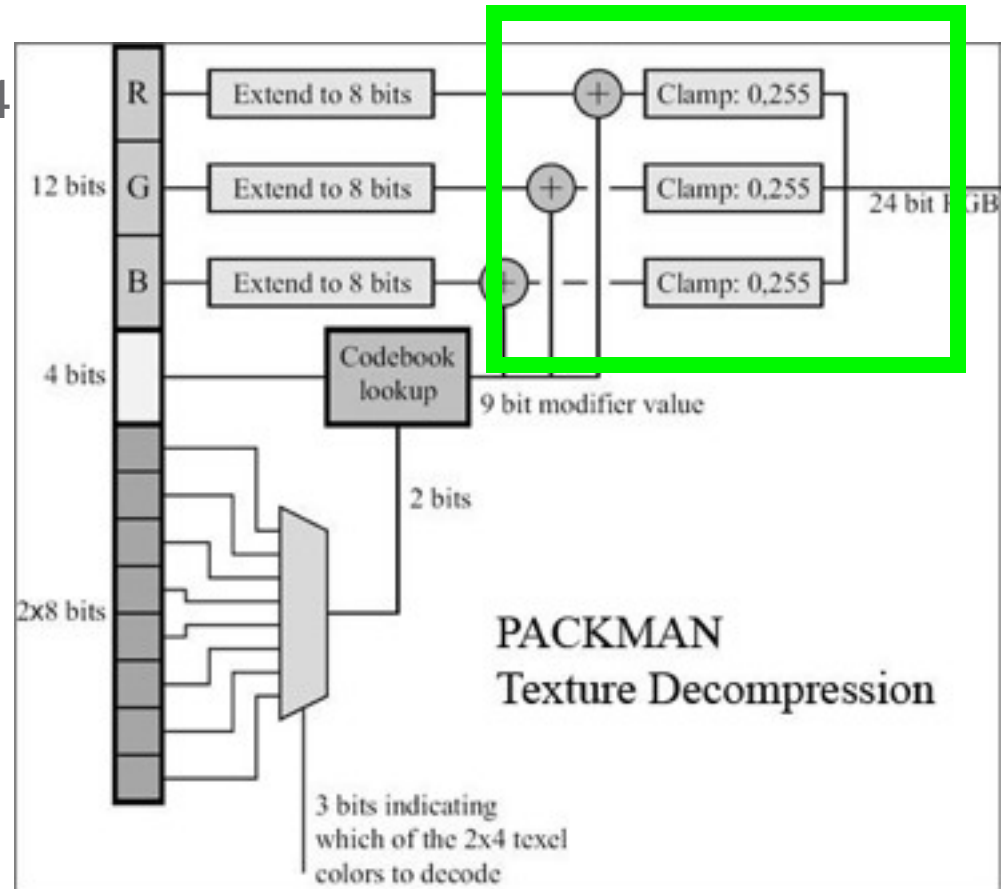 4
R
Extend to 8 bits
+
Clamp: 0,255
12 bits
G
Extend to 8 bits
+
Clamp: 0,255
24 bit RGB
B
Extend to 8 bits
+
Clamp: 0,255
4 bits
Codebook
lookup
9 bit modifier value
2 bits
2x8 bits
PACKMAN
Texture Decompression
3 bits indicating
which of the 2x4 texel
colors to decode